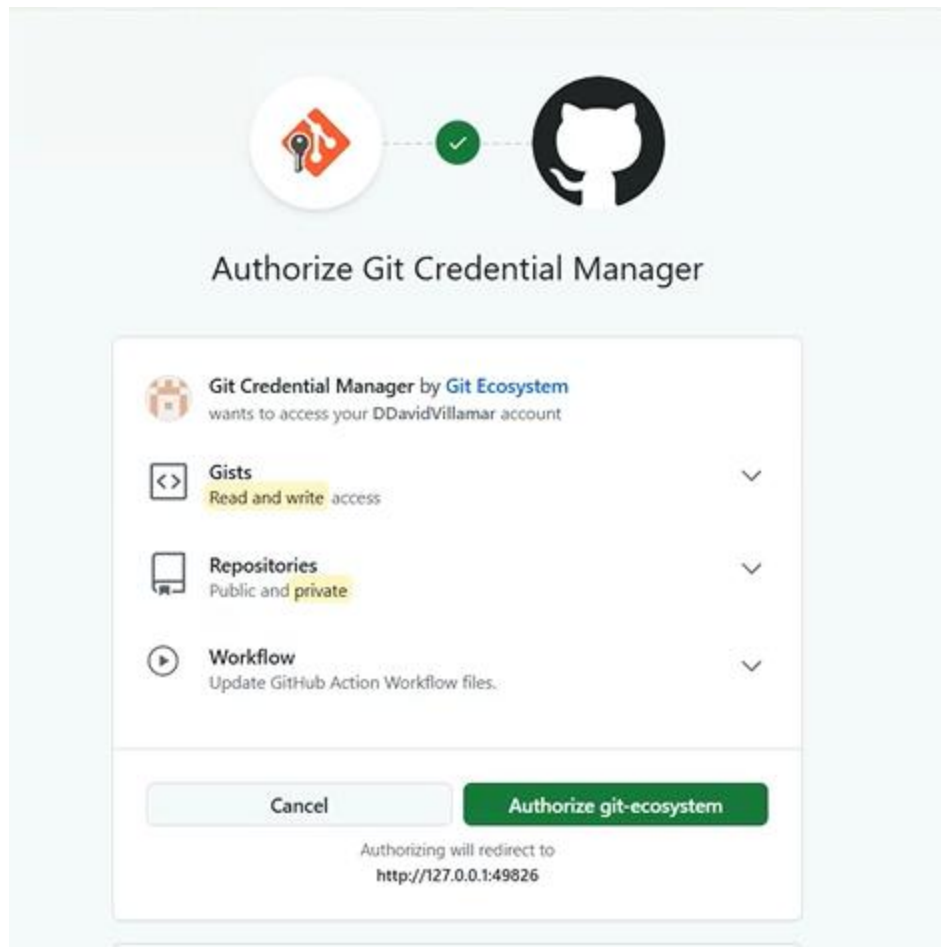 Authorize Git Credential Manager
Git Credential Manager by Git Ecosystem
wants to access your DDavidVillamar account
Gists
Read and write access
Repositories
Public and private
Workflow
Update GitHub Action Workflow files.
Cancel
Authorize git-ecosystem
Authorizing will redirect to
http://127.0.0.1:49826